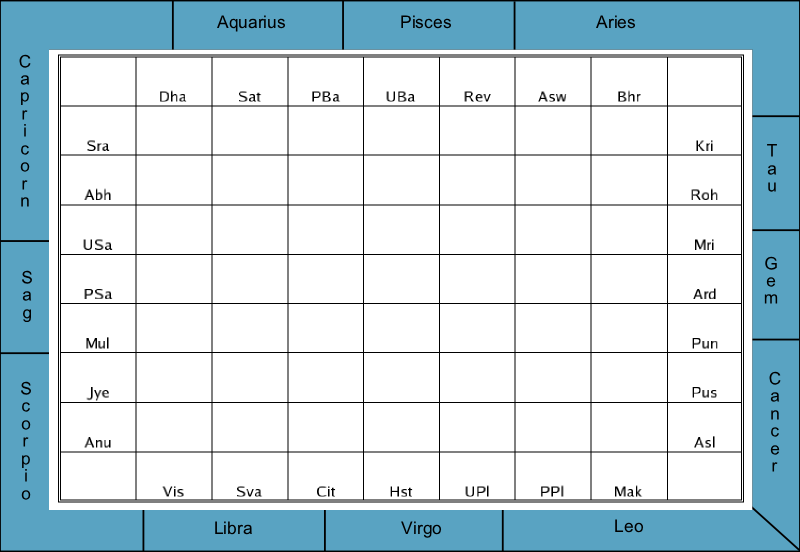 Aquarius Pisces Aries
Capricorn
Sag
Scorpio
Dha Sat PBa UBa Rev Asw Bhr
Sra Kri
Abh Roh
USa Mri
PSa Ard
Mul Pun
Jye Pus
Anu Asl
Vis Sva Cit Hst UPl PPl Mak
Tau
Gem
Cancer
Libra Virgo Leo